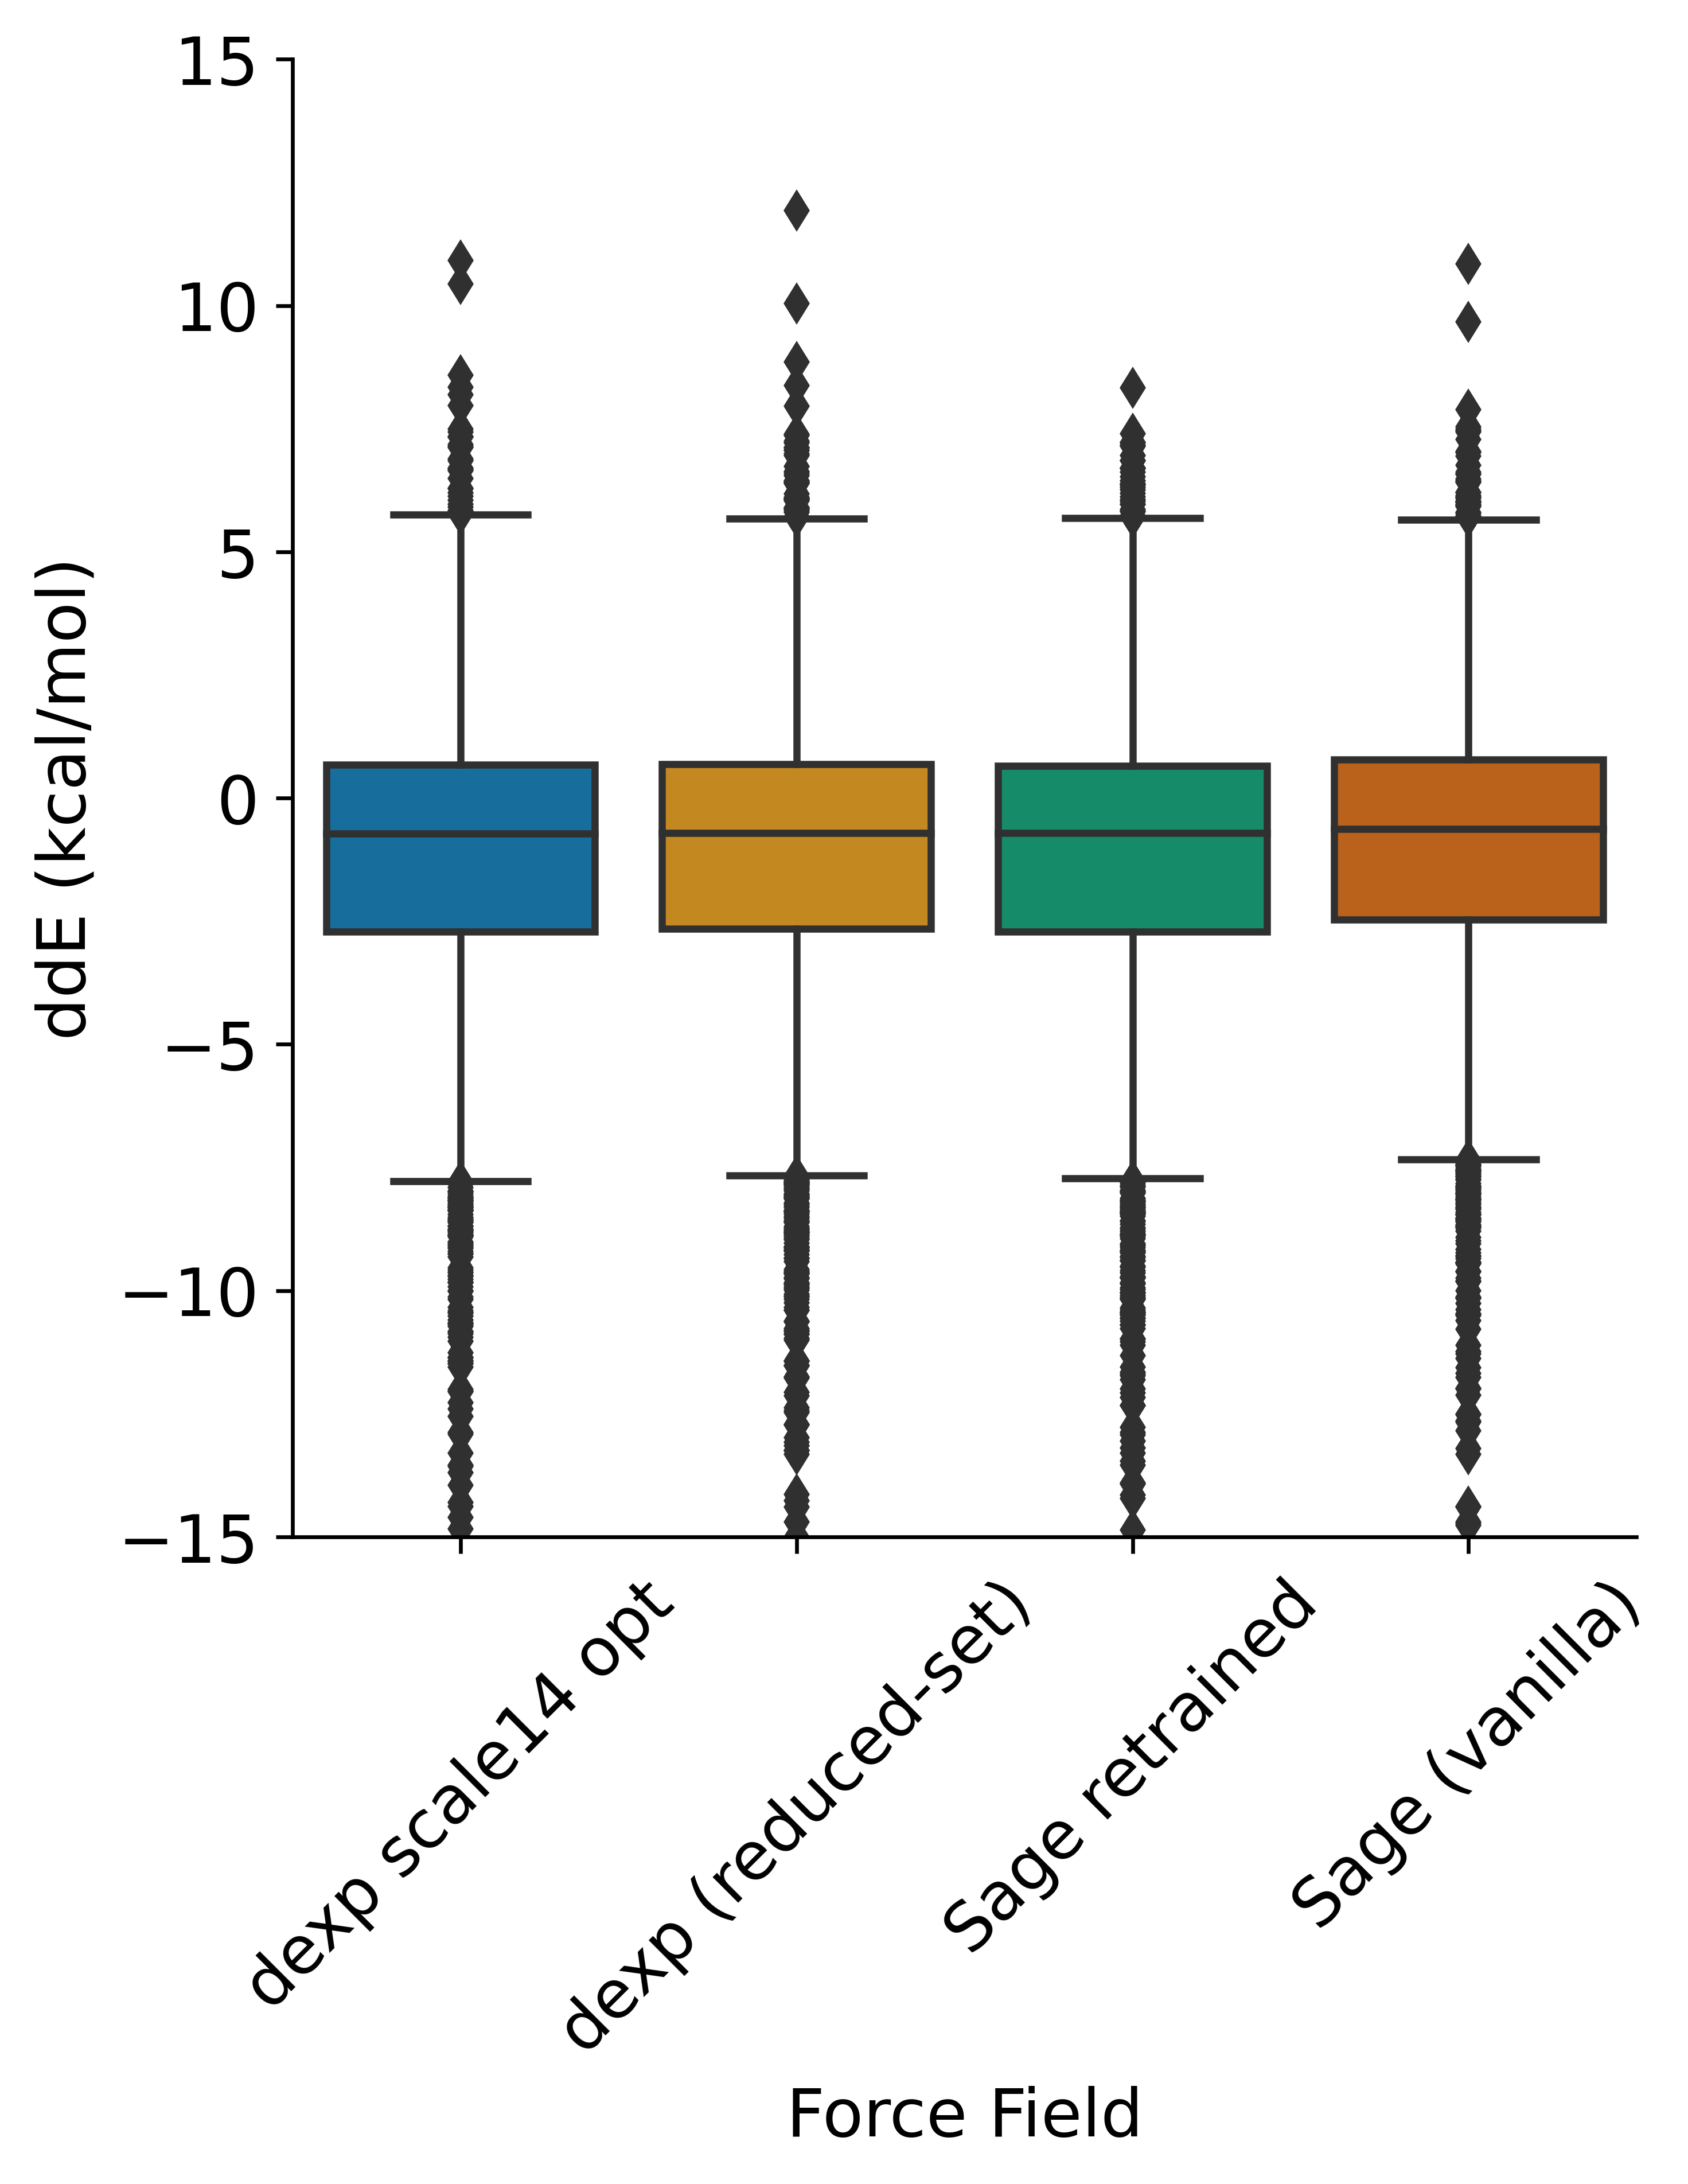 ddE (kcal/mol)
15
10
5
0
−5
−10
−15
dexp scale14 opt
dexp (reduced-set)
Sage retrained
Sage (vanilla)
Force Field